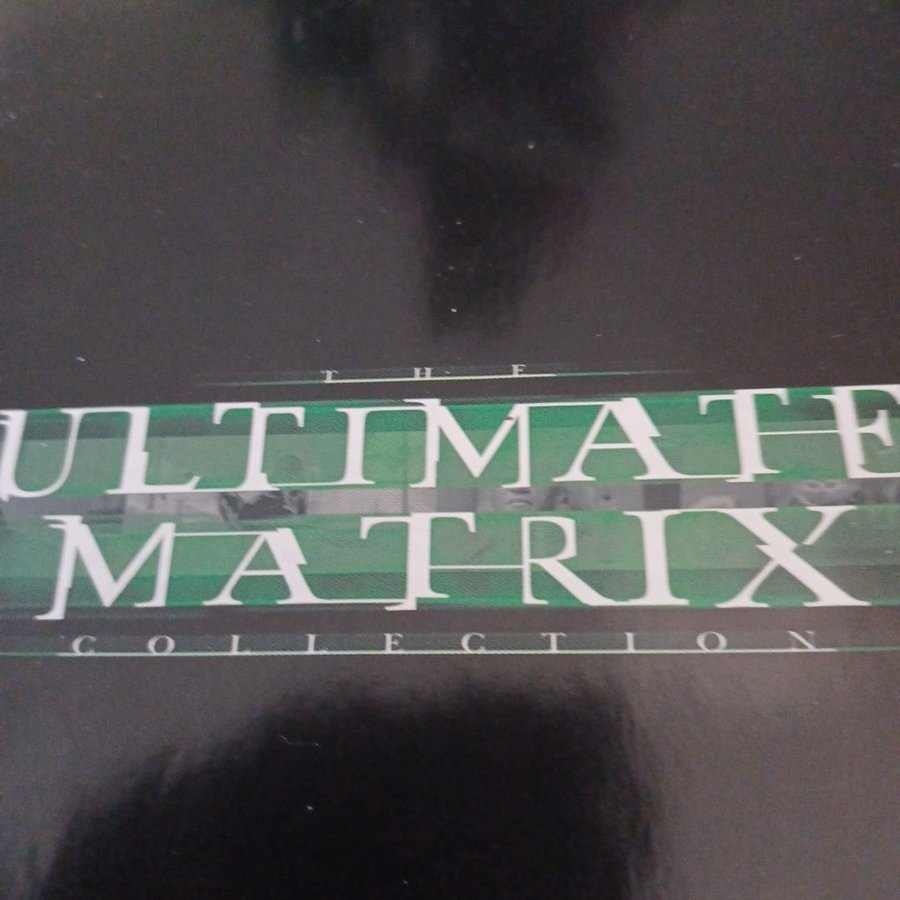 THE
ULTIMATE
MATRIX
COLLECTION